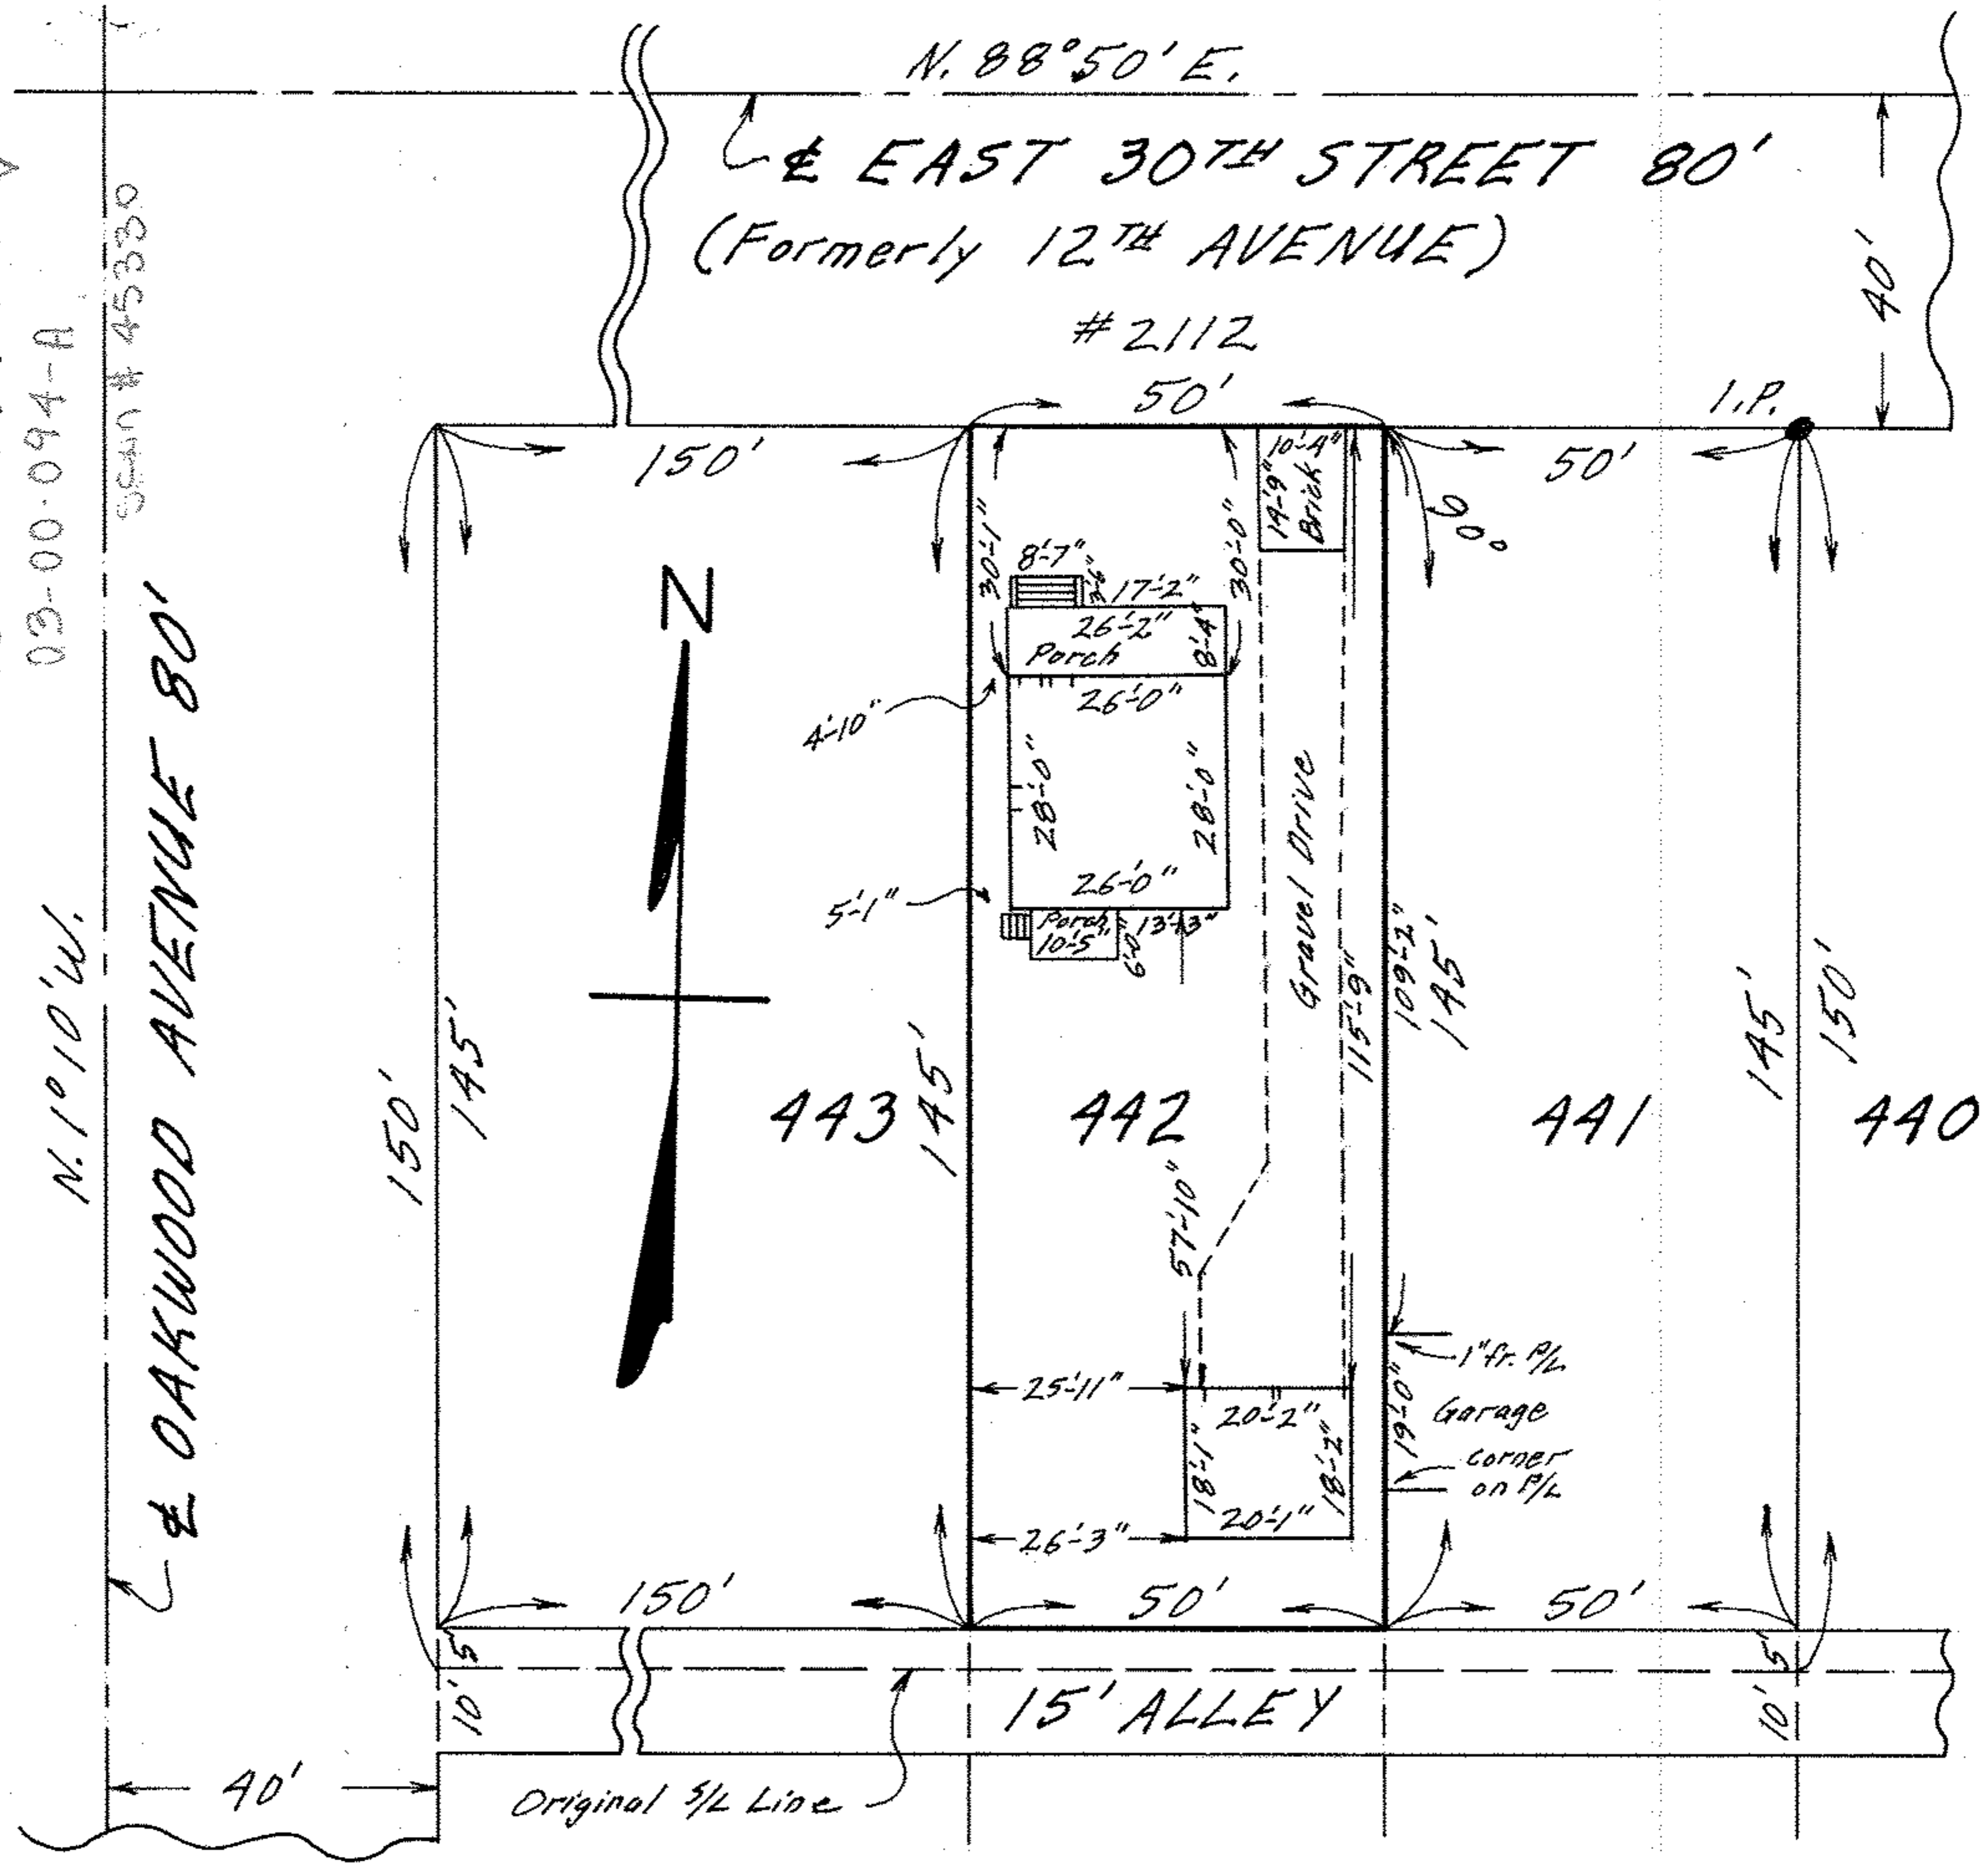 N. 88°50' E.
℄ EAST 30TH STREET 80'
(Formerly 12TH AVENUE)
#2112
40'
03-00-094-A
# 45330
N. 1°10' W.
℄ OAKWOOD AVENUE 80'
150'
50'
I.P.
50'
10'-4"
14'-9"
Brick
90°
30'-1"
30'-0"
8'-7"
3'-6"
17'-2"
26'-2"
8'-4"
Porch
4'-10"
26'-0"
28'-0"
28'-0"
26'-0"
5'-1"
Porch
10'-5"
6'-0"
13'-3"
Gravel Drive
N
115'-9"
109'-2"
145'
150'
145'
145'
145'
150'
443
442
441
440
57'-10"
25'-11"
20'-2"
18'-1"
18'-2"
20'-1"
26'-3"
19'-0"
1" fr. P/L
Garage
corner
on P/L
150'
50'
50'
5'
10'
5'
10'
15' ALLEY
40'
Original S/L Line